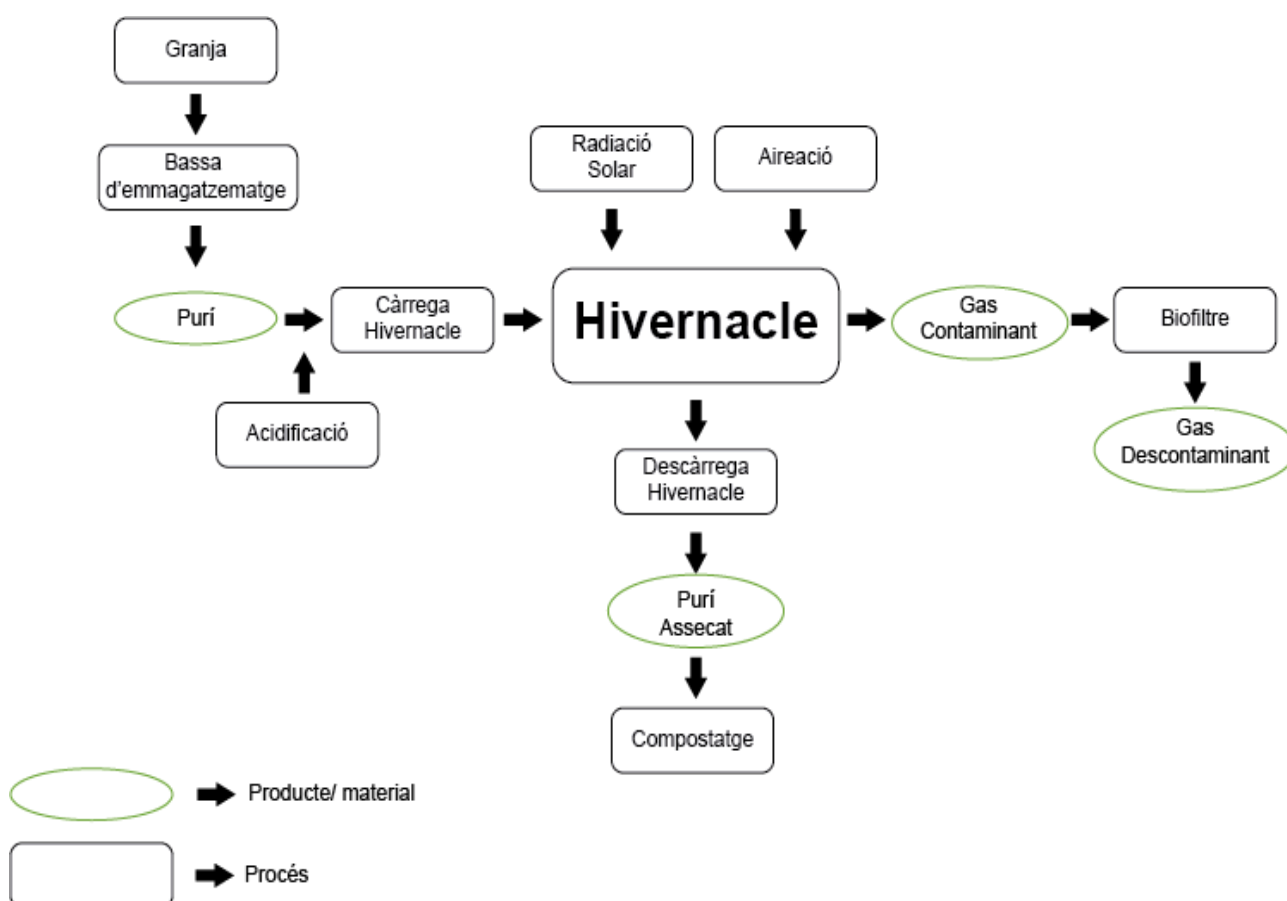 Granja
Bassa
d'emmagatzematge
Radiació
Solar
Aireació
Purí
Càrrega
Hivernacle
Hivernacle
Gas
Contaminant
Biofiltre
Acidificació
Gas
Descontaminant
Descàrrega
Hivernacle
Purí
Assecat
Compostatge
Producte/ material
Procés